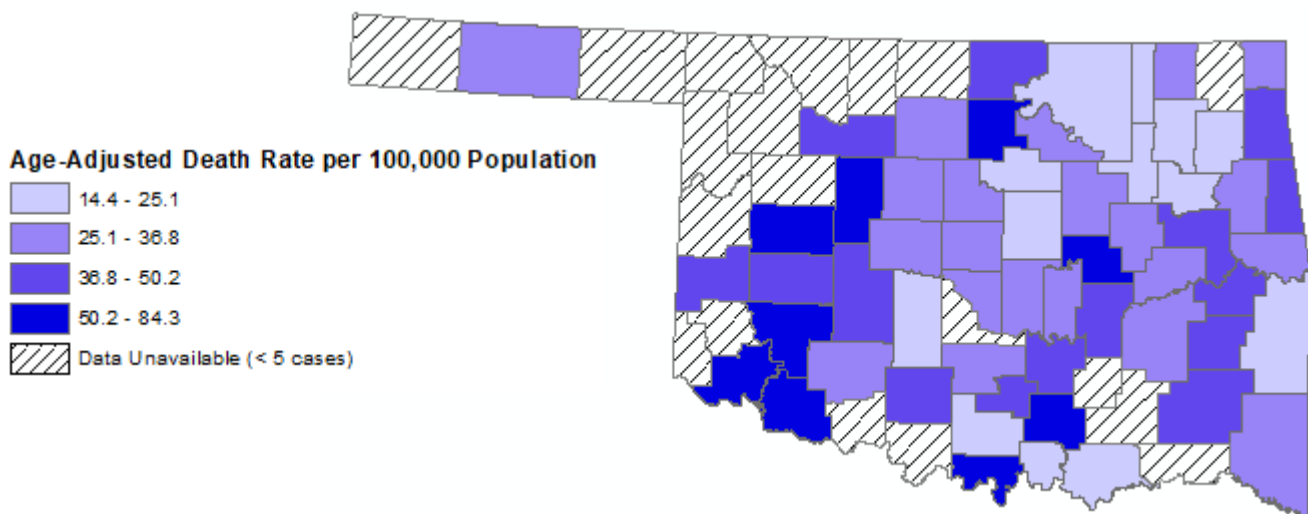 Age-Adjusted Death Rate per 100,000 Population
14.4 - 25.1
25.1 - 36.8
36.8 - 50.2
50.2 - 84.3
Data Unavailable (< 5 cases)